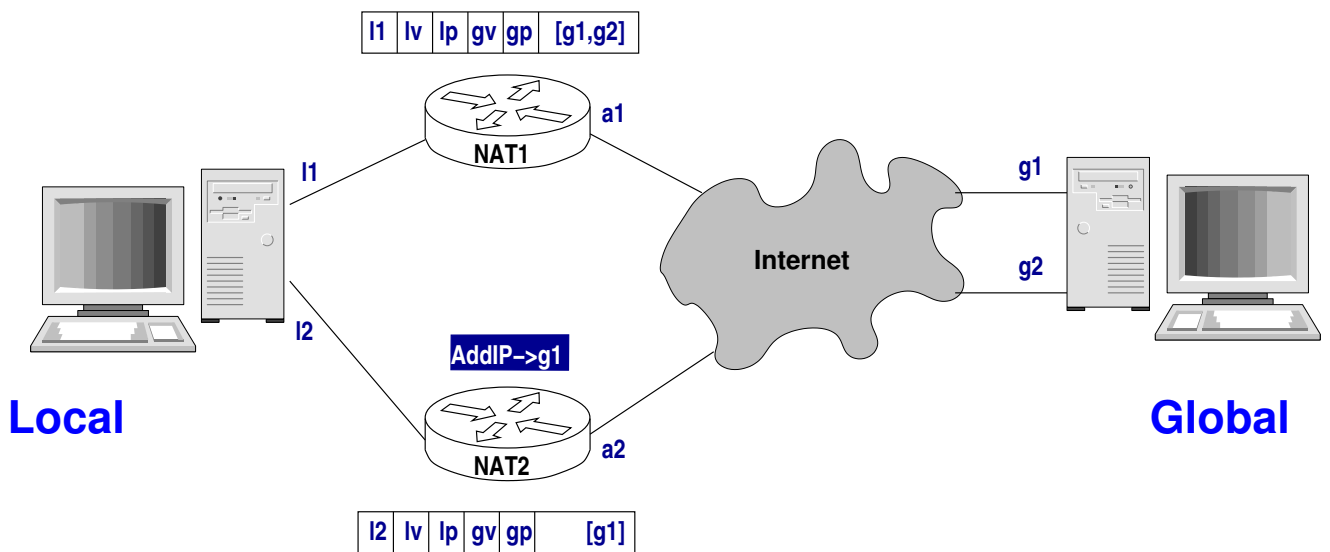 l1 lv lp gv gp [g1,g2]
a1
NAT1
l1
g1
Internet
g2
l2
AddIP−>g1
Local
Global
a2
NAT2
l2 lv lp gv gp [g1]